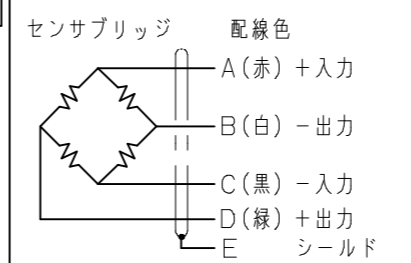 センサブリッジ 配線色
A(赤) +入力
B(白) -出力
C(黒) -入力
D(緑) +出力
E シールド